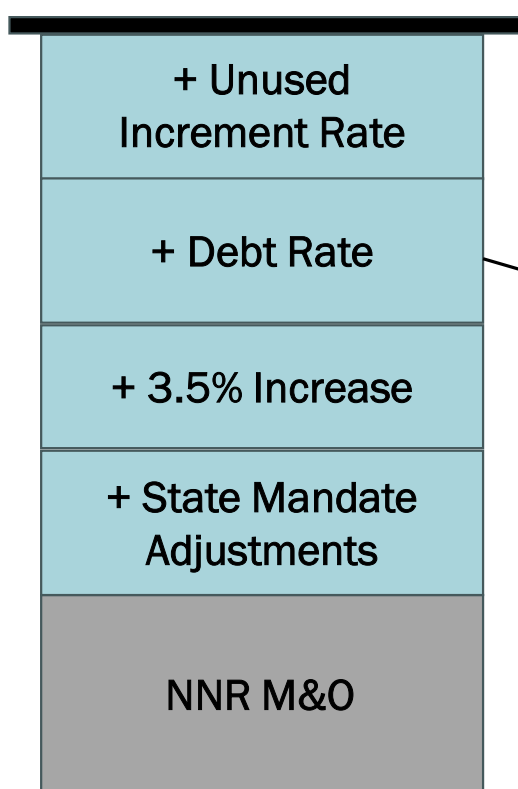 + Unused
Increment Rate
+ Debt Rate
+ 3.5% Increase
+ State Mandate
Adjustments
NNR M&O